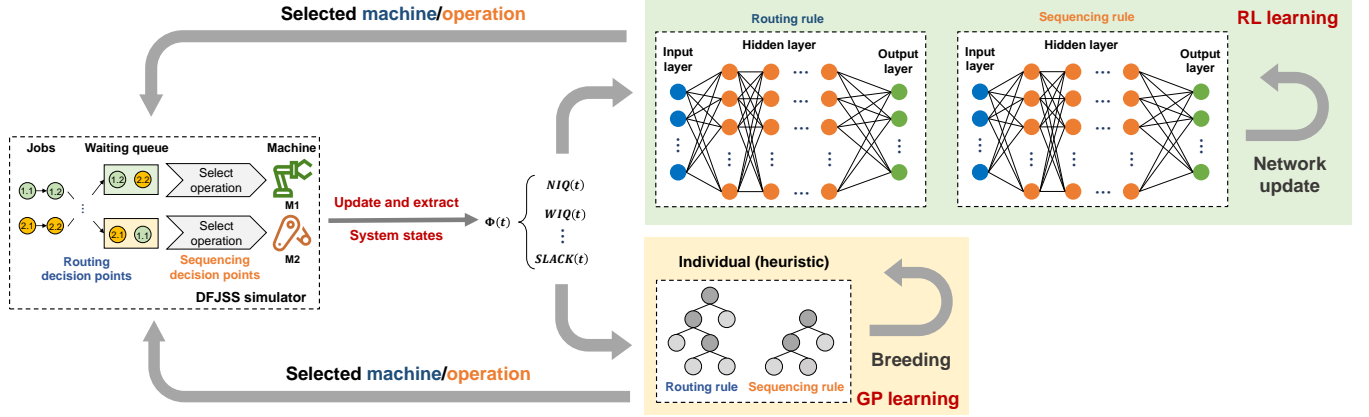 Selected machine/operation
Jobs
Waiting queue
Machine
1.1
1.2
1.2
2.2
Select
operation
M1
2.1
2.2
2.1
1.1
Select
operation
M2
Routing
decision points
Sequencing
decision points
DFJSS simulator
Update and extract
System states
Φ(t)
NIQ(t)
WIQ(t)
⋮
SLACK(t)
Selected machine/operation
Routing rule
Input
layer
Hidden layer
Output
layer
...
...
...
...
Sequencing rule
Input
layer
Hidden layer
Output
layer
...
...
...
...
RL learning
Network
update
Individual (heuristic)
Routing rule
Sequencing rule
Breeding
GP learning